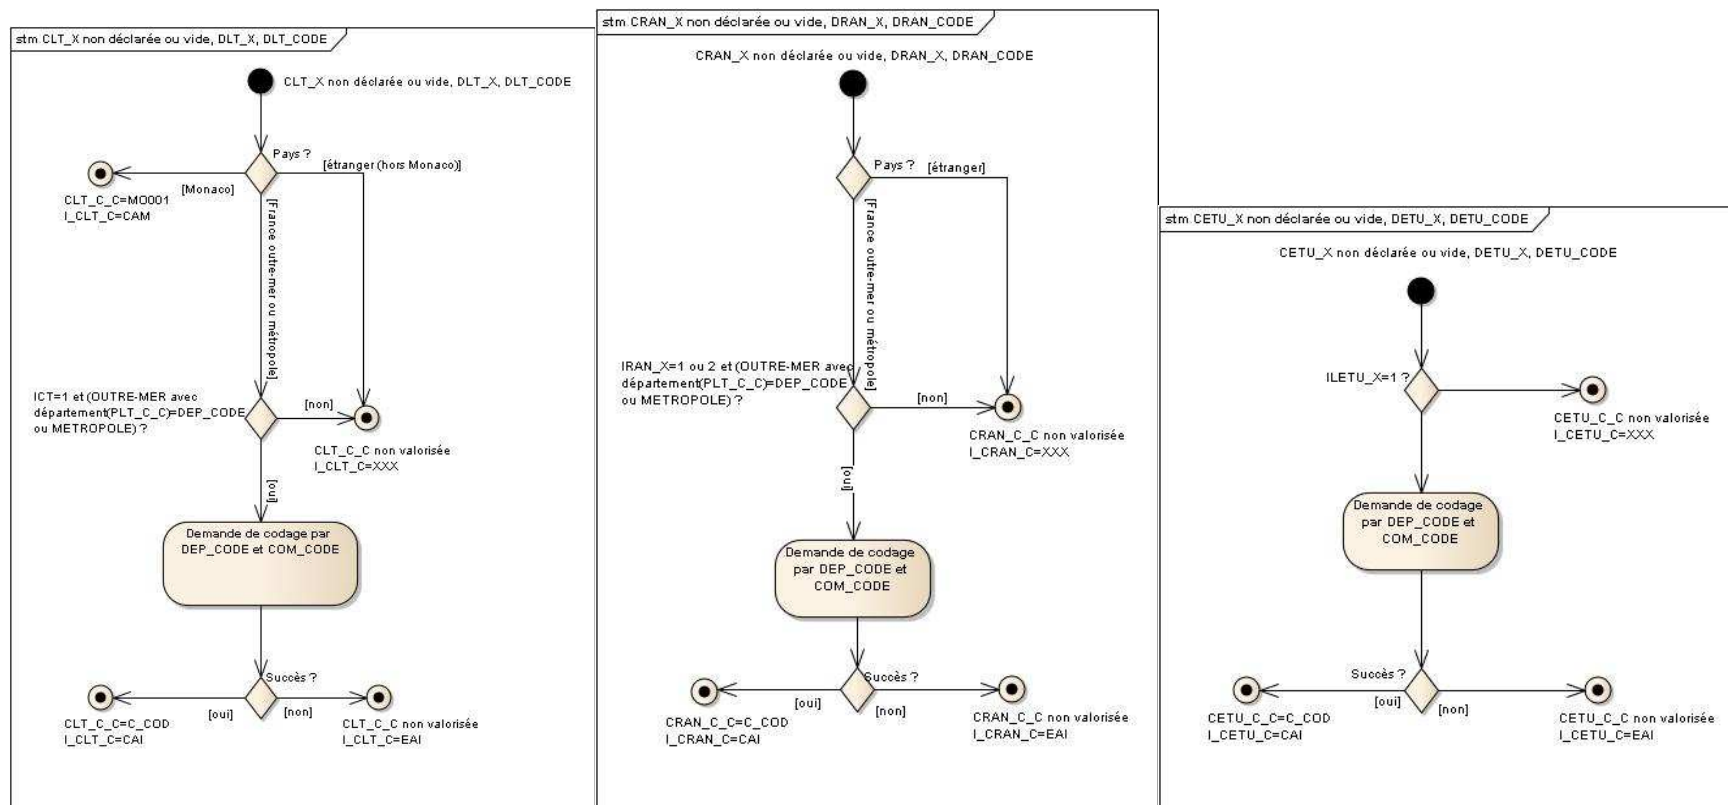 stm CLT_X non déclarée ou vide, DLT_X, DLT_CODE
CLT_X non déclarée ou vide, DLT_X, DLT_CODE
Pays ?
[étranger (hors Monaco)]
[Monaco]
CLT_C_C=MO001
I_CLT_C=CAM
[France outre-mer ou métropole]
ICT=1 et (OUTRE-MER avec
département(PLT_C_C)=DEP_CODE
ou METROPOLE) ?
[non]
CLT_C_C non valorisée
I_CLT_C=XXX
[oui]
Demande de codage par
DEP_CODE et COM_CODE
Succès ?
[oui]
[non]
CLT_C_C=C_COD
I_CLT_C=CAI
CLT_C_C non valorisée
I_CLT_C=EAI
stm CRAN_X non déclarée ou vide, DRAN_X, DRAN_CODE
CRAN_X non déclarée ou vide, DRAN_X, DRAN_CODE
Pays ?
[étranger]
[France outre-mer ou métropole]
IRAN_X=1 ou 2 et (OUTRE-MER avec
département(PLT_C_C)=DEP_CODE
ou METROPOLE) ?
[non]
CRAN_C_C non valorisée
I_CRAN_C=XXX
[oui]
Demande de codage
par DEP_CODE et
COM_CODE
Succès ?
[oui]
[non]
CRAN_C_C=C_COD
I_CRAN_C=CAI
CRAN_C_C non valorisée
I_CRAN_C=EAI
stm CETU_X non déclarée ou vide, DETU_X, DETU_CODE
CETU_X non déclarée ou vide, DETU_X, DETU_CODE
ILETU_X=1 ?
CETU_C_C non valorisée
I_CETU_C=XXX
Demande de codage
par DEP_CODE et
COM_CODE
Succès ?
[oui]
[non]
CETU_C_C=C_COD
I_CETU_C=CAI
CETU_C_C non valorisée
I_CETU_C=EAI